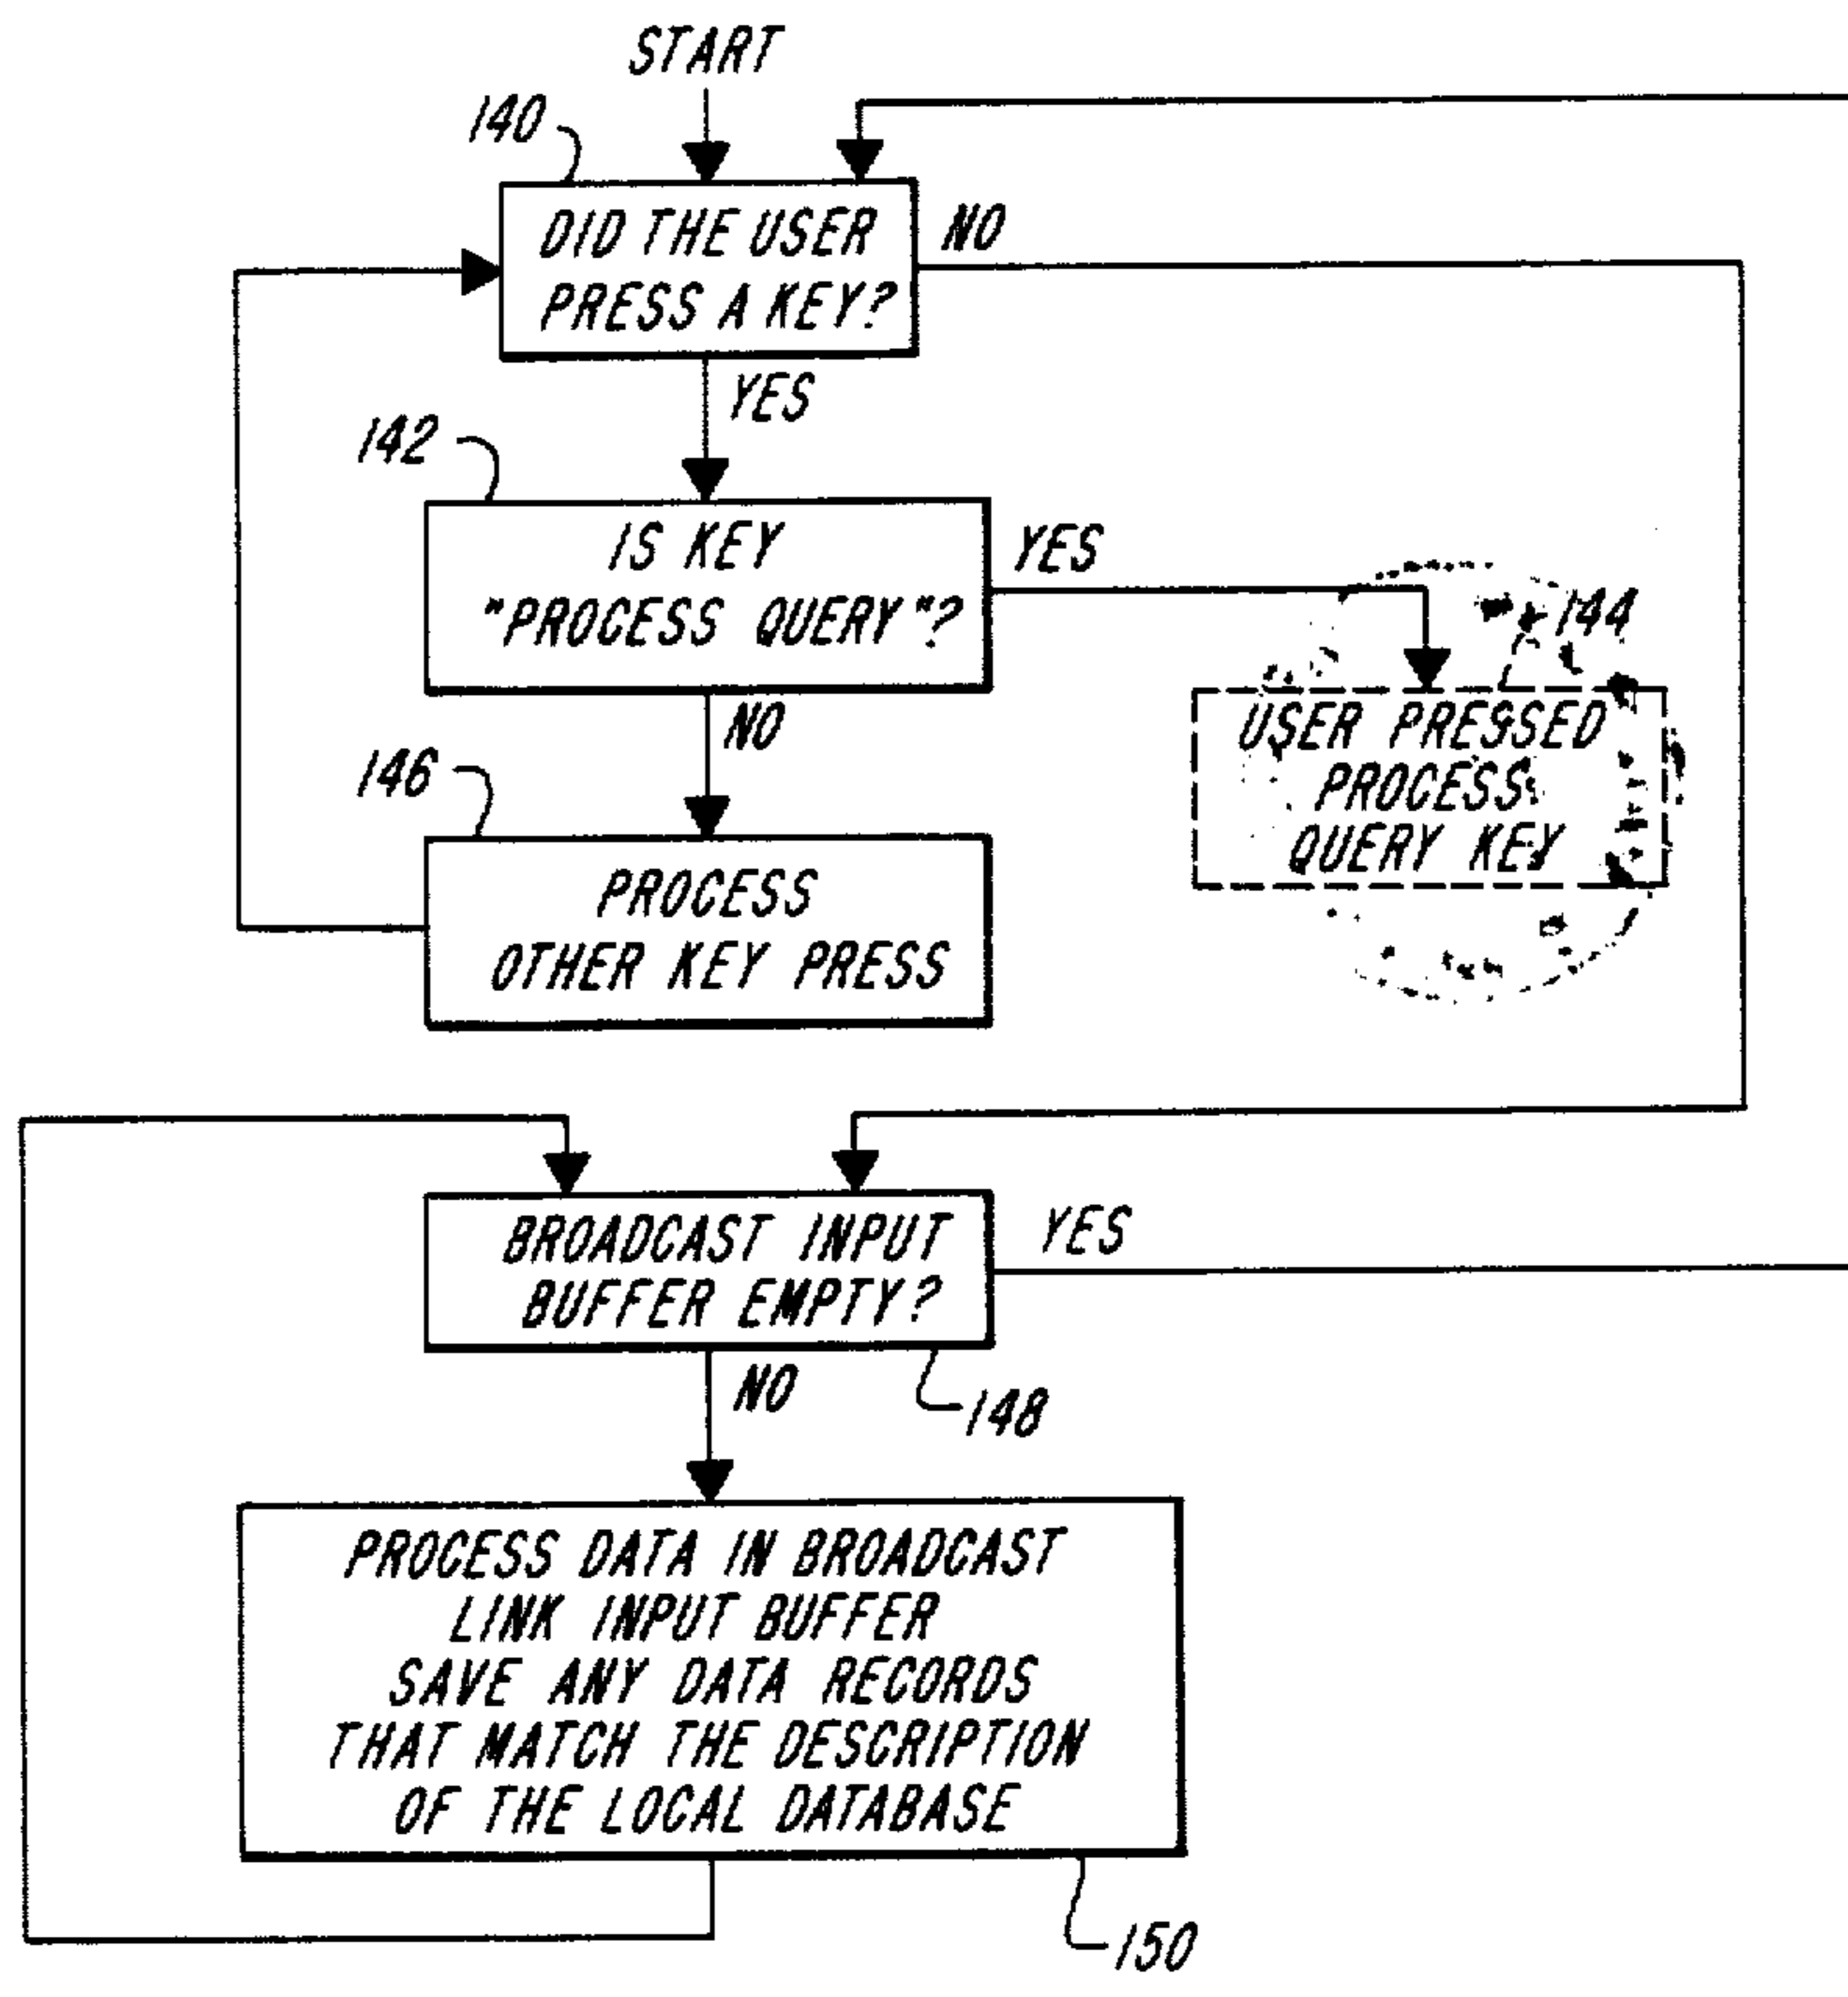 START
140
DID THE USER
PRESS A KEY?
NO
YES
142
IS KEY
"PROCESS QUERY"?
YES
144
USER PRESSED
PROCESS
QUERY KEY
NO
146
PROCESS
OTHER KEY PRESS
BROADCAST INPUT
BUFFER EMPTY?
YES
NO
148
PROCESS DATA IN BROADCAST
LINK INPUT BUFFER
SAVE ANY DATA RECORDS
THAT MATCH THE DESCRIPTION
OF THE LOCAL DATABASE
150